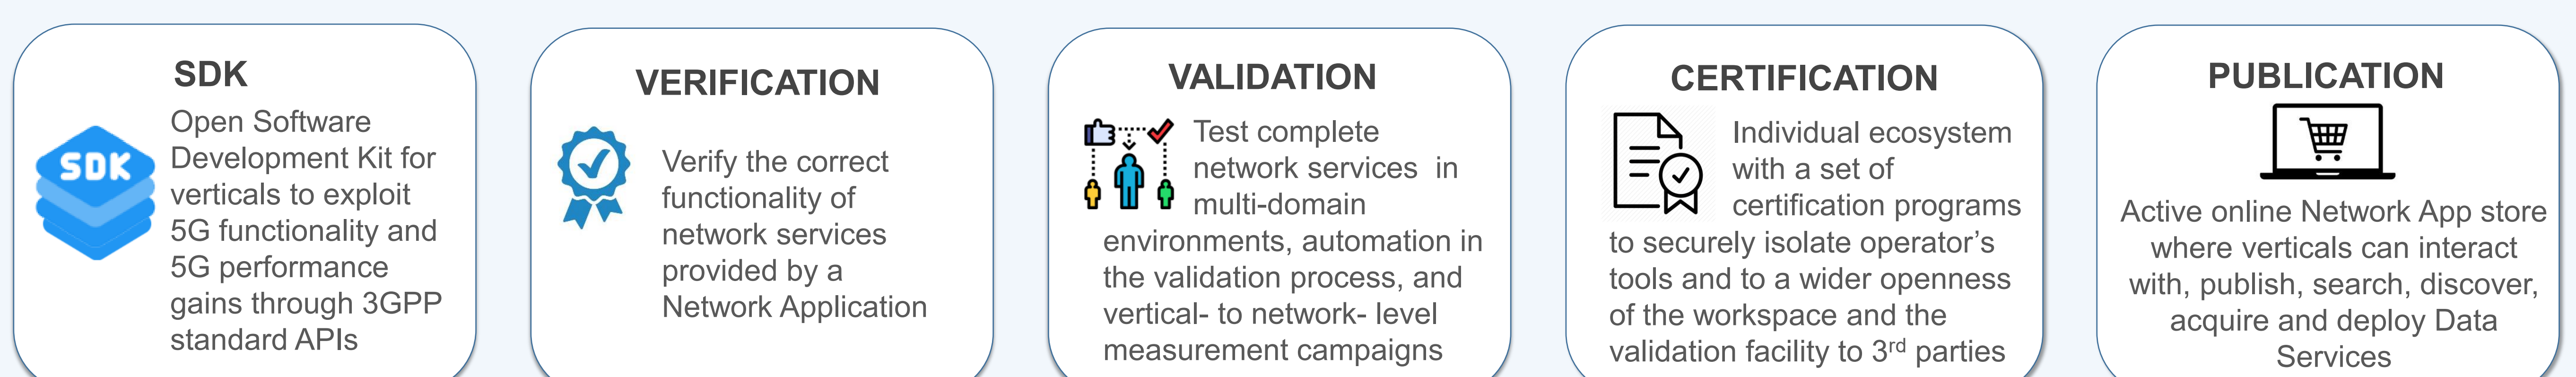 SDK
SDK
Open Software
Development Kit for
verticals to exploit
5G functionality and
5G performance
gains through 3GPP
standard APIs
VERIFICATION
Verify the correct
functionality of
network services
provided by a
Network Application
VALIDATION
Test complete
network services  in
multi-domain
environments, automation in
the validation process, and
vertical- to network- level
measurement campaigns
CERTIFICATION
Individual ecosystem
with a set of
certification programs
to securely isolate operator’s
tools and to a wider openness
of the workspace and the
validation facility to 3rd parties
PUBLICATION
Active online Network App store
where verticals can interact
with, publish, search, discover,
acquire and deploy Data
Services